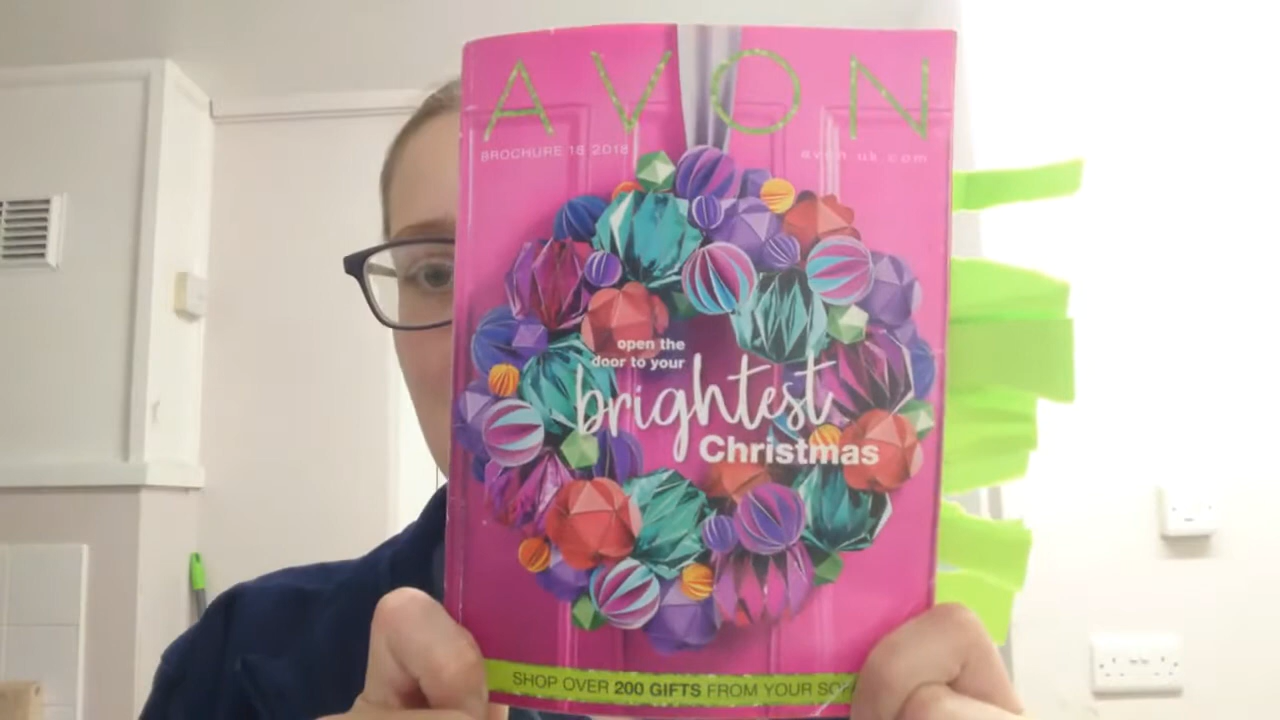 AVON
BROCHURE 18 2018
avon.uk.com
open the
door to your
brightest
Christmas
SHOP OVER 200 GIFTS FROM YOUR